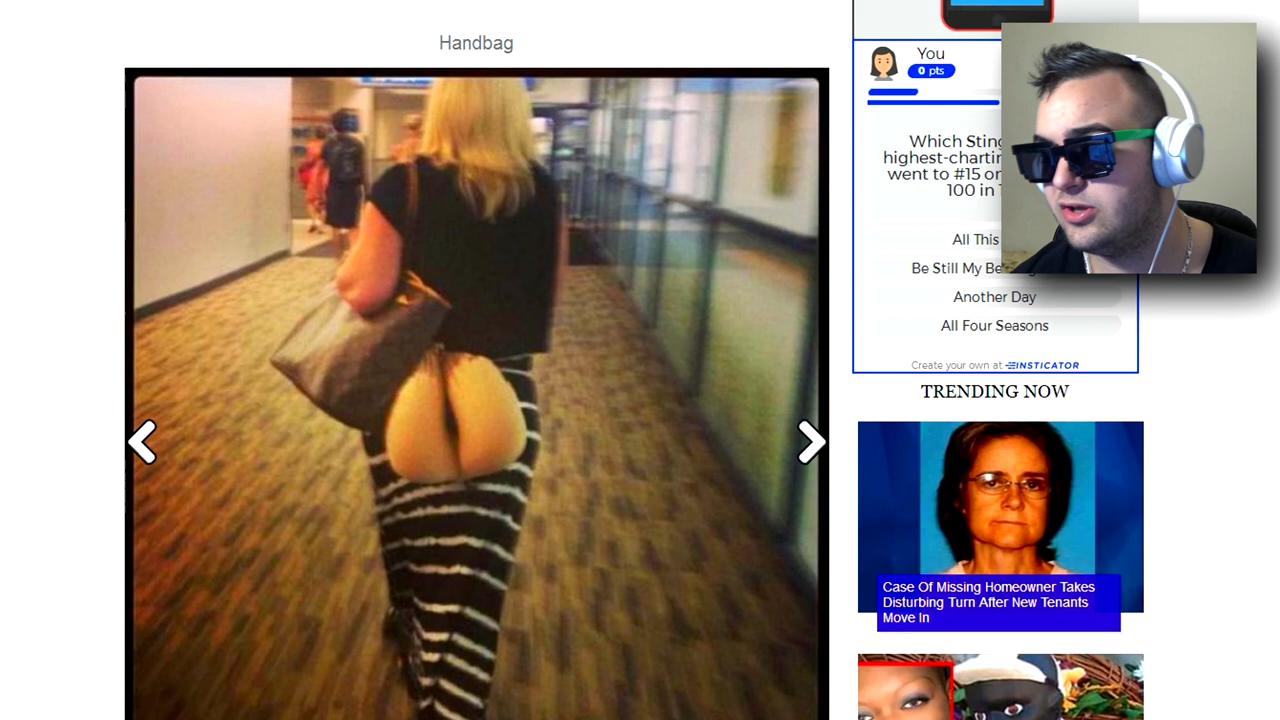 Handbag
You
0 pts
Which Sting
highest-chartin
went to #15 on
100 in
All This
Be Still My Be
Another Day
All Four Seasons
Create your own at INSTICATOR
TRENDING NOW
Case Of Missing Homeowner Takes
Disturbing Turn After New Tenants
Move In